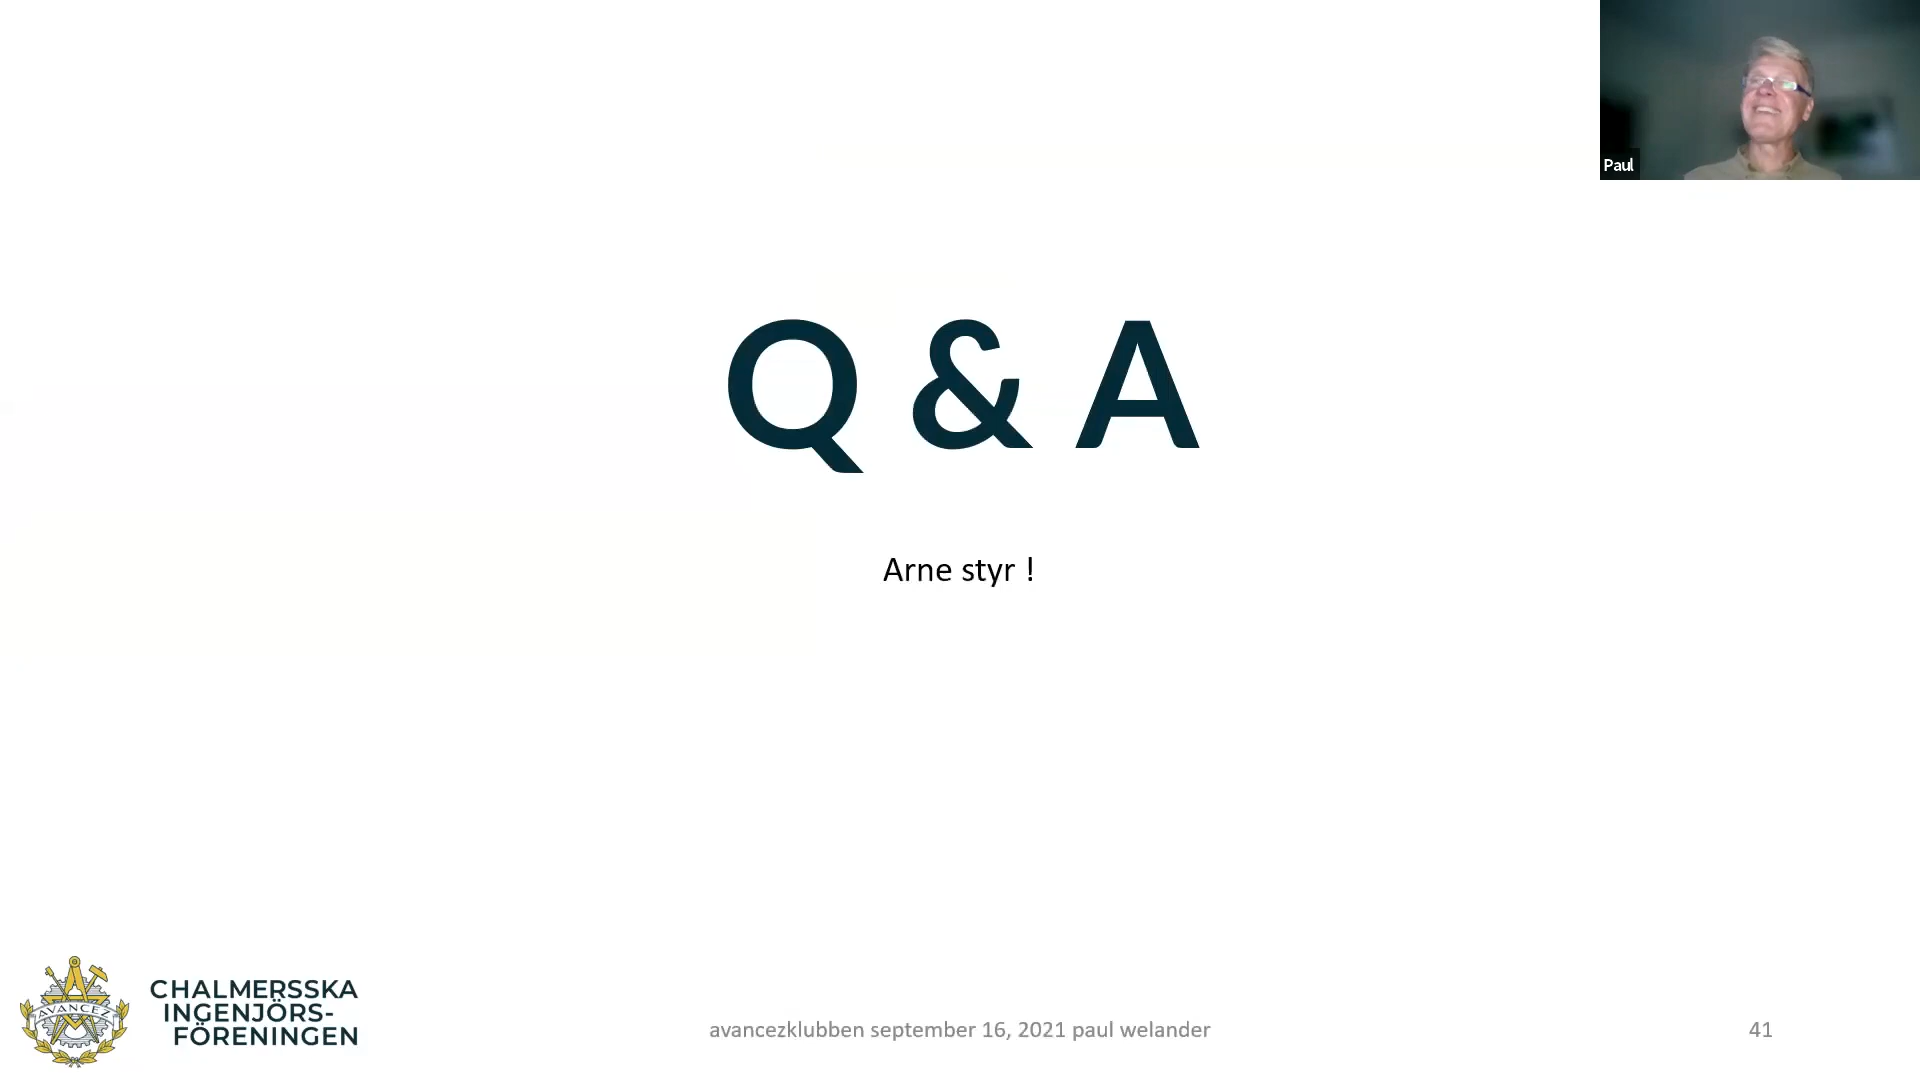 Paul
Q & A
Arne styr !
AVANCEZ
CHALMERSSKA
INGENJÖRS-
FÖRENINGEN
avancezklubben september 16, 2021 paul welander
41